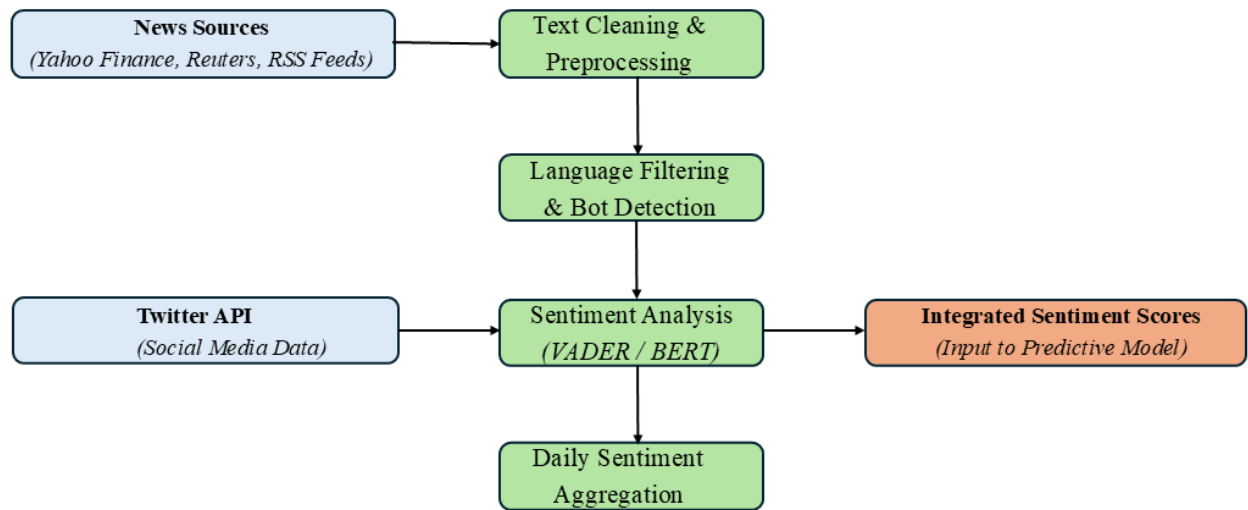 News Sources
(Yahoo Finance, Reuters, RSS Feeds)
Text Cleaning &
Preprocessing
Language Filtering
& Bot Detection
Twitter API
(Social Media Data)
Sentiment Analysis
(VADER / BERT)
Integrated Sentiment Scores
(Input to Predictive Model)
Daily Sentiment
Aggregation